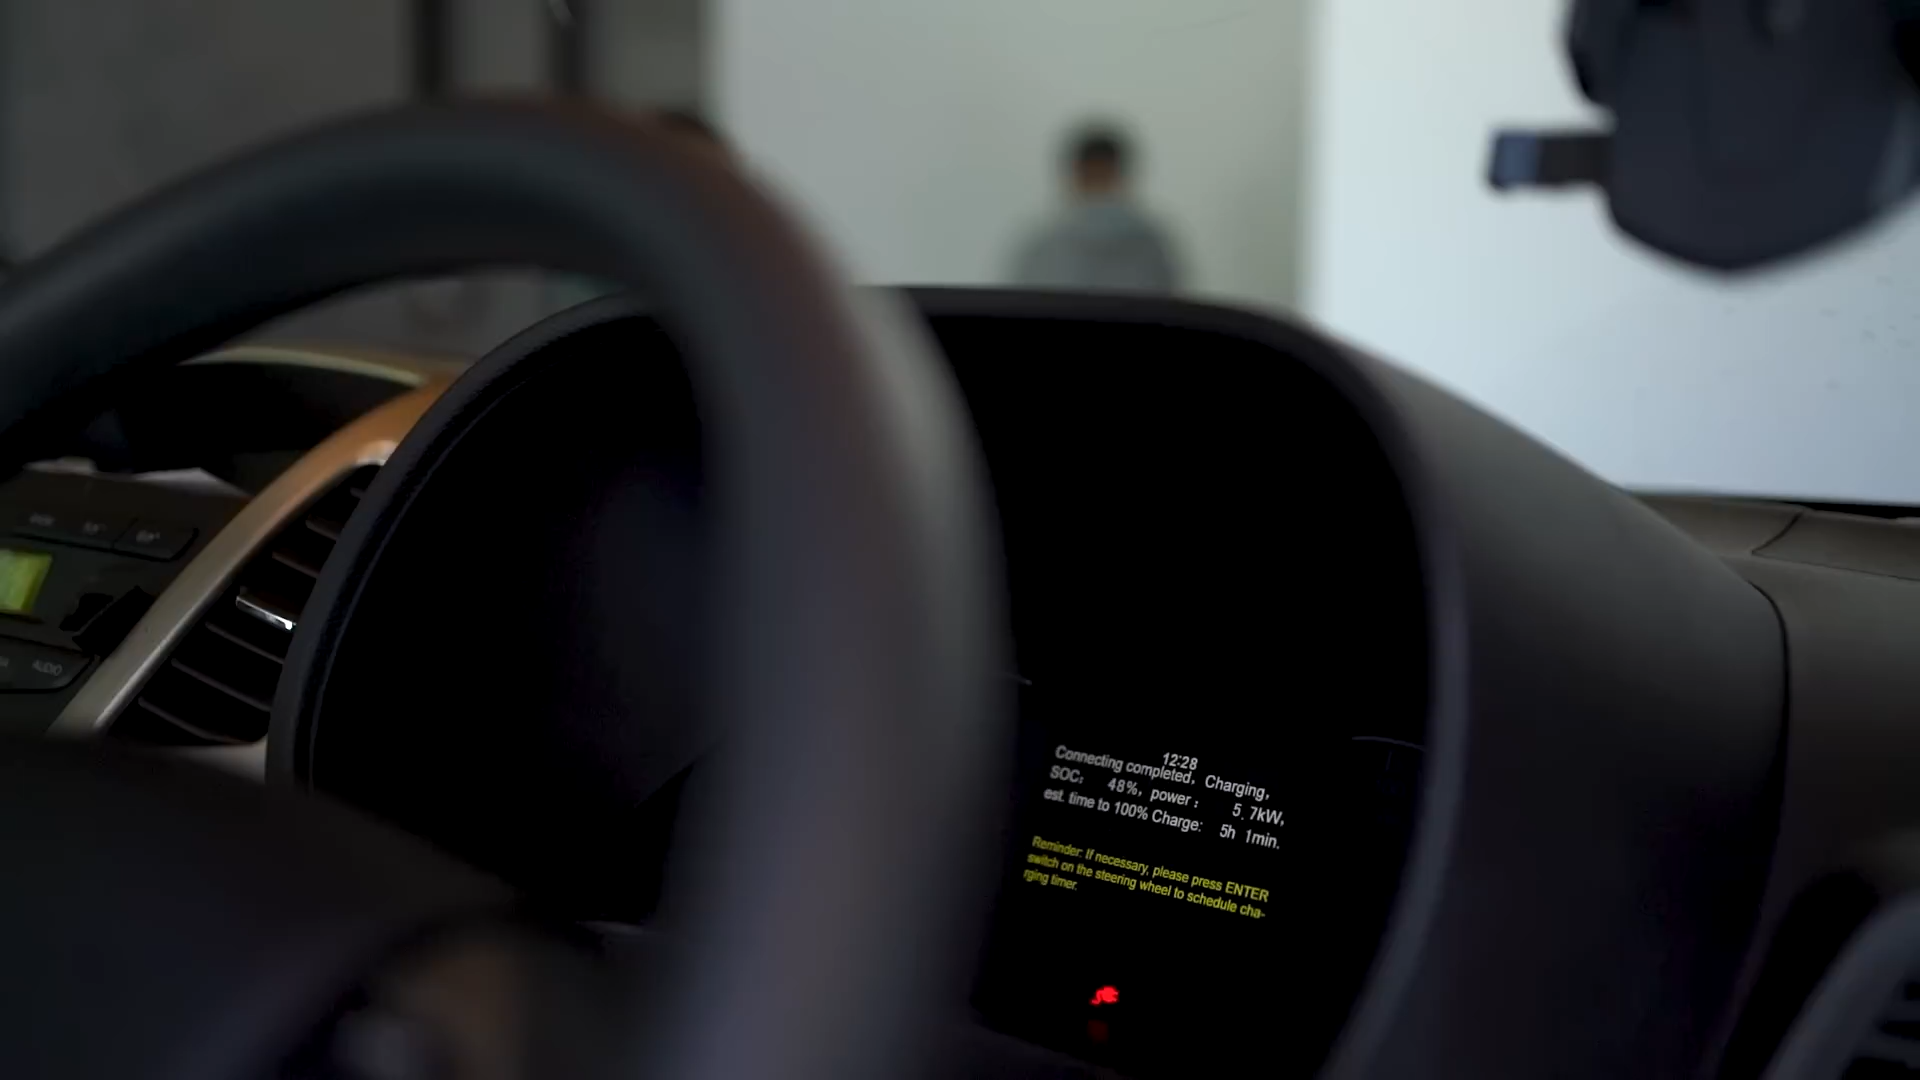 12:28
Connecting completed, Charging,
SOC: 48%, power: 5.7kW,
est. time to 100% Charge: 5h 1min.
Reminder: If necessary, please press ENTER
switch on the steering wheel to schedule cha-
rging timer.
AUDIO